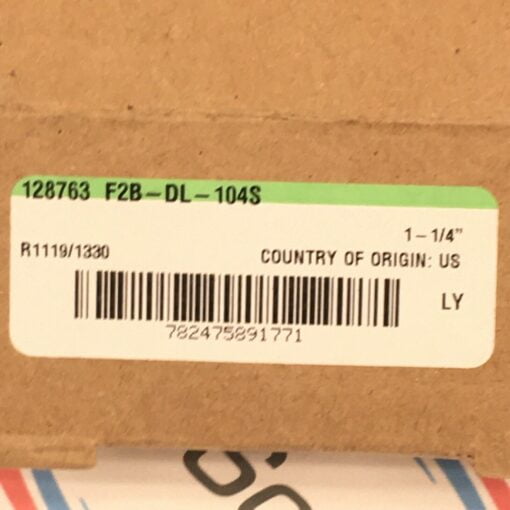 128763 F2B-DL-104S
1-1/4"
R1119/1330
COUNTRY OF ORIGIN: US
LY
782475891771